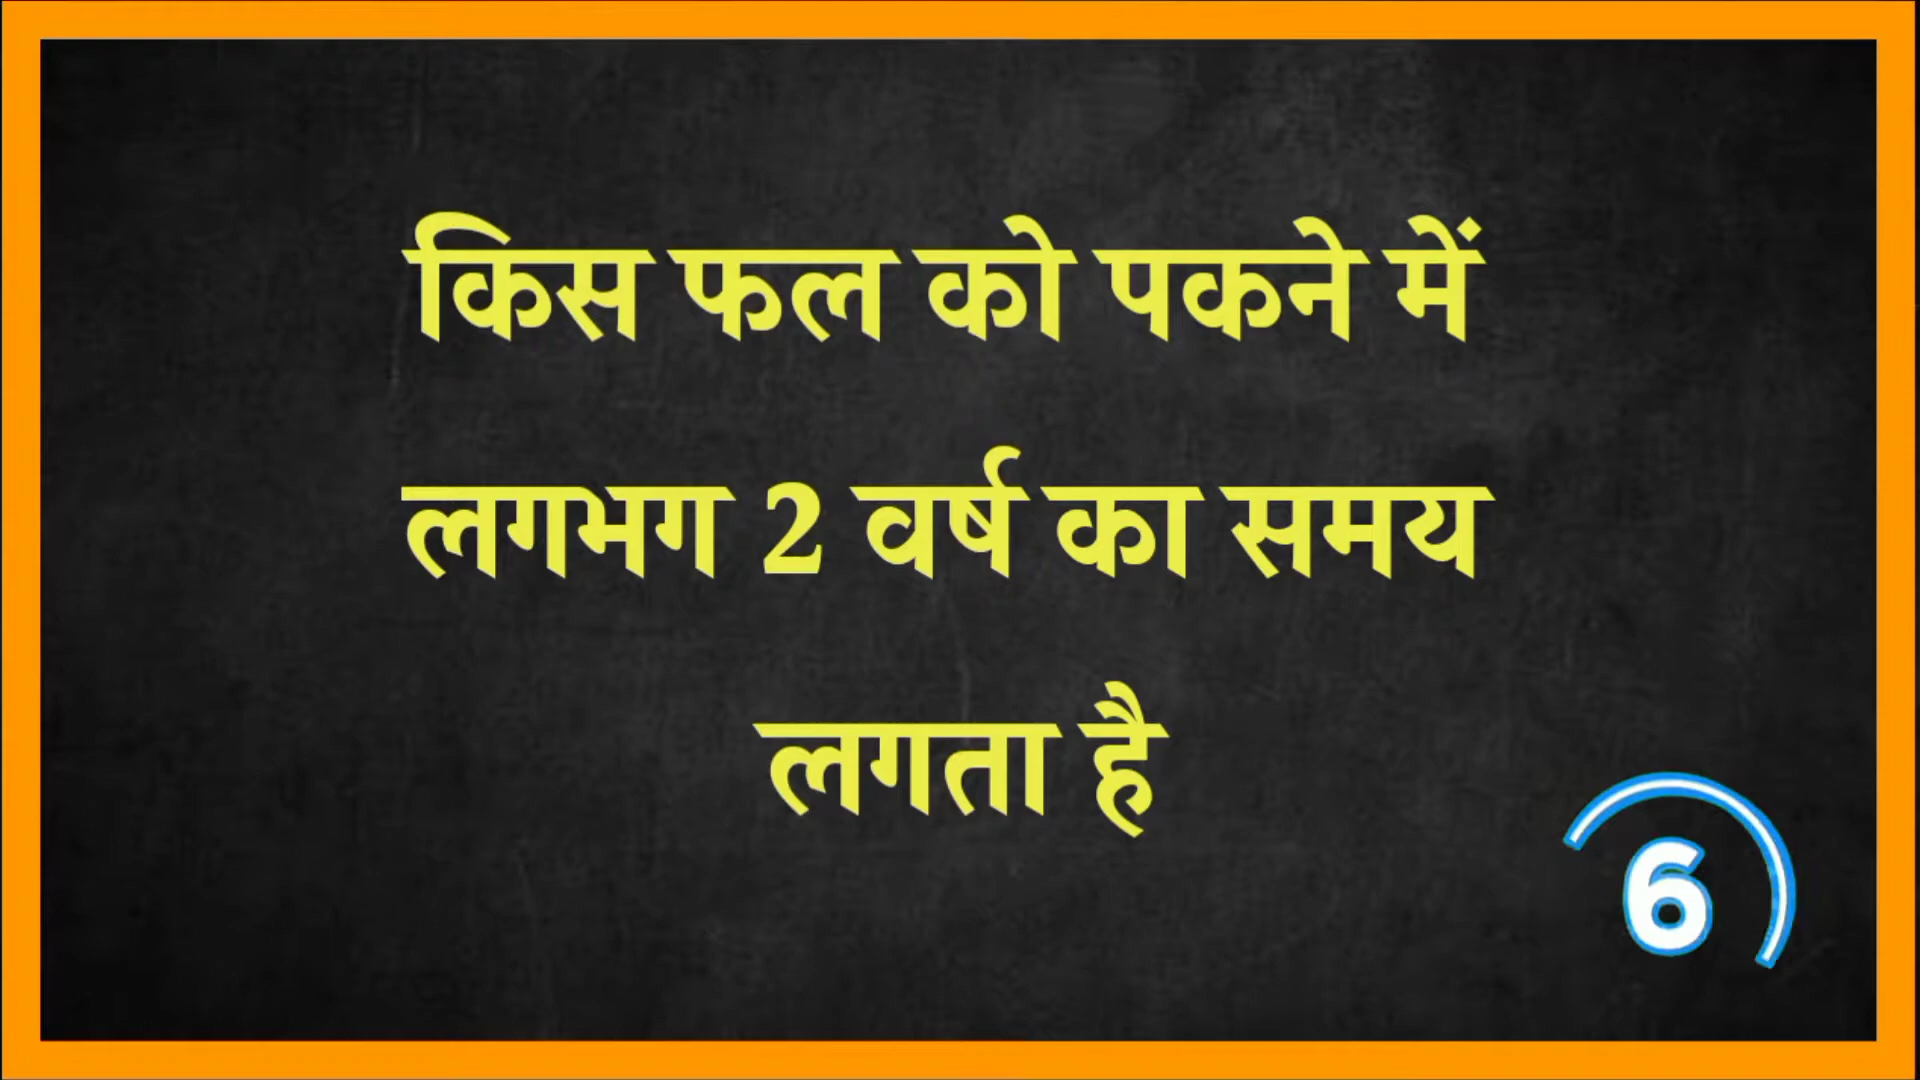 किस फल को पकने में
लगभग 2 वर्ष का समय
लगता है
6